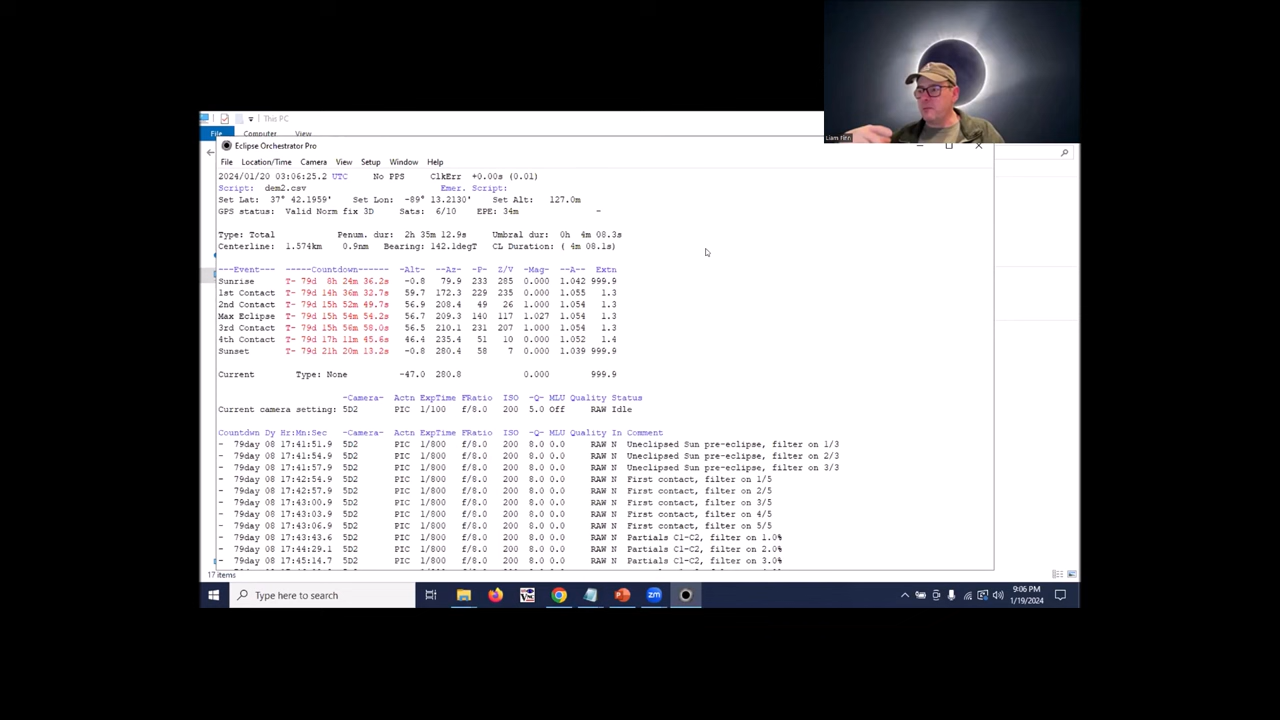 This PC
File Computer View
Eclipse Orchestrator Pro
Liam Finn
File Location/Time Camera View Setup Window Help
2024/01/20 03:06:25.2 UTC No PPS ClkErr +0.00s (0.01)
Script: dem2.csv Emer. Script:
Set Lat: 37° 42.1959' Set Lon: -89° 13.2130' Set Alt: 127.0m
GPS status: Valid Norm fix 3D Sats: 6/10 EPE: 34m -
Type: Total Penum. dur: 2h 35m 12.9s Umbral dur: 0h 4m 08.3s
Centerline: 1.574km 0.9nm Bearing: 142.1degT CL Duration: ( 4m 08.1s)
---Event--- -----Countdown------ -Alt- --Az- -P- Z/V -Mag- --A-- Extn
Sunrise T- 79d 8h 24m 36.2s -0.8 79.9 233 285 0.000 1.042 999.9
1st Contact T- 79d 14h 36m 32.7s 59.7 172.3 229 235 0.000 1.055 1.3
2nd Contact T- 79d 15h 52m 49.7s 56.9 208.4 49 26 1.000 1.054 1.3
Max Eclipse T- 79d 15h 54m 54.2s 56.7 209.3 140 117 1.027 1.054 1.3
3rd Contact T- 79d 15h 56m 58.0s 56.5 210.1 231 207 1.000 1.054 1.3
4th Contact T- 79d 17h 11m 45.6s 46.4 235.4 51 10 0.000 1.052 1.4
Sunset T- 79d 21h 20m 13.2s -0.8 280.4 58 7 0.000 1.039 999.9
Current Type: None -47.0 280.8 0.000 999.9
-Camera- Actn ExpTime FRatio ISO -Q- MLU Quality Status
Current camera setting: 5D2 PIC 1/100 f/8.0 200 5.0 Off RAW Idle
Countdwn Dy Hr:Mn:Sec -Camera- Actn ExpTime FRatio ISO -Q- MLU Quality In Comment
- 79day 08 17:41:51.9 5D2 PIC 1/800 f/8.0 200 8.0 0.0 RAW N Uneclipsed Sun pre-eclipse, filter on 1/3
- 79day 08 17:41:54.9 5D2 PIC 1/800 f/8.0 200 8.0 0.0 RAW N Uneclipsed Sun pre-eclipse, filter on 2/3
- 79day 08 17:41:57.9 5D2 PIC 1/800 f/8.0 200 8.0 0.0 RAW N Uneclipsed Sun pre-eclipse, filter on 3/3
- 79day 08 17:42:54.9 5D2 PIC 1/800 f/8.0 200 8.0 0.0 RAW N First contact, filter on 1/5
- 79day 08 17:42:57.9 5D2 PIC 1/800 f/8.0 200 8.0 0.0 RAW N First contact, filter on 2/5
- 79day 08 17:43:00.9 5D2 PIC 1/800 f/8.0 200 8.0 0.0 RAW N First contact, filter on 3/5
- 79day 08 17:43:03.9 5D2 PIC 1/800 f/8.0 200 8.0 0.0 RAW N First contact, filter on 4/5
- 79day 08 17:43:06.9 5D2 PIC 1/800 f/8.0 200 8.0 0.0 RAW N First contact, filter on 5/5
- 79day 08 17:43:43.6 5D2 PIC 1/800 f/8.0 200 8.0 0.0 RAW N Partials C1-C2, filter on 1.0%
- 79day 08 17:44:29.1 5D2 PIC 1/800 f/8.0 200 8.0 0.0 RAW N Partials C1-C2, filter on 2.0%
- 79day 08 17:45:14.7 5D2 PIC 1/800 f/8.0 200 8.0 0.0 RAW N Partials C1-C2, filter on 3.0%
17 items
Type here to search
zm
9:06 PM
1/19/2024